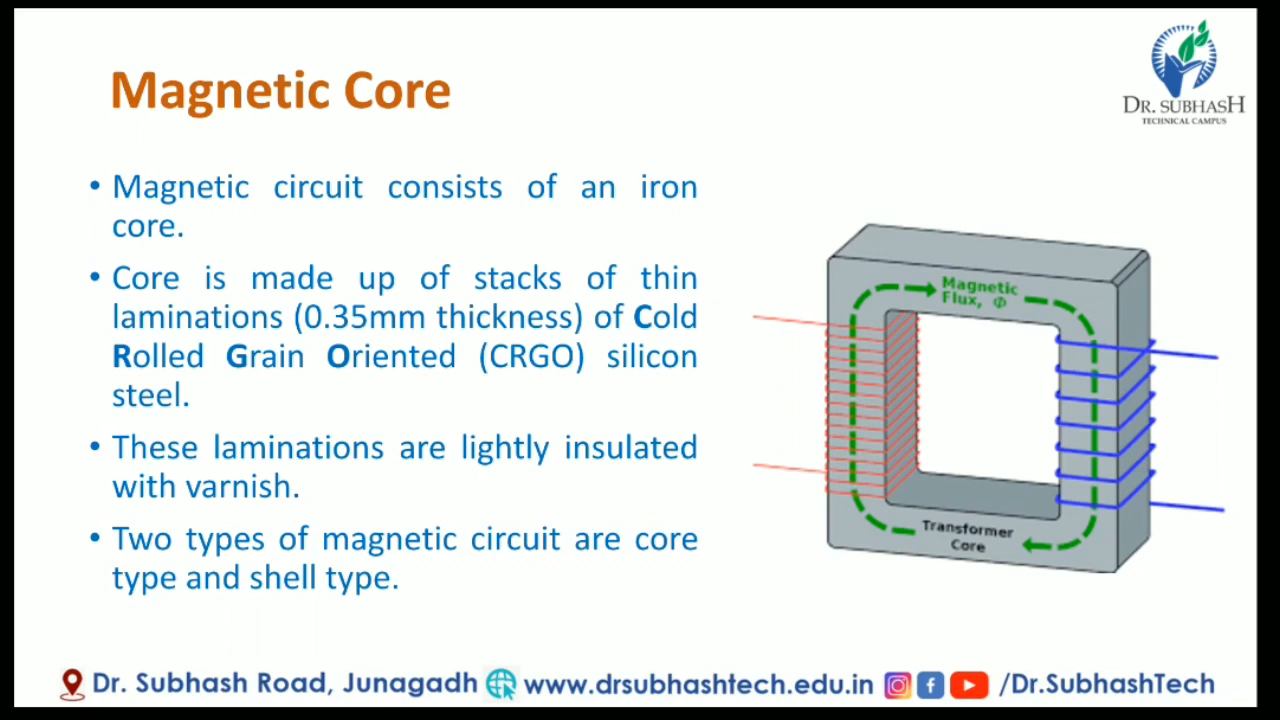 Magnetic Core
DR. SUBHASH
TECHNICAL CAMPUS
• Magnetic circuit consists of an iron
core.
• Core is made up of stacks of thin
laminations (0.35mm thickness) of Cold
Rolled Grain Oriented (CRGO) silicon
steel.
• These laminations are lightly insulated
with varnish.
• Two types of magnetic circuit are core
type and shell type.
Magnetic
Flux, Φ
Transformer
Core
Dr. Subhash Road, Junagadh www.drsubhashtech.edu.in /Dr.SubhashTech